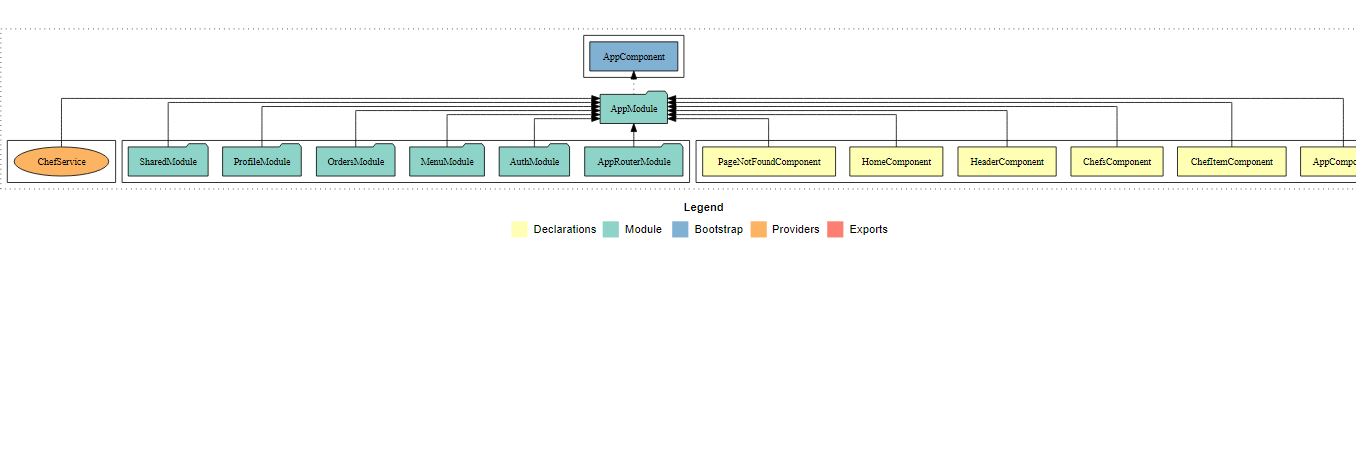 AppComponent
AppModule
ChefService
SharedModule
ProfileModule
OrdersModule
MenuModule
AuthModule
AppRouterModule
PageNotFoundComponent
HomeComponent
HeaderComponent
ChefsComponent
ChefItemComponent
AppCompo
Legend
Declarations
Module
Bootstrap
Providers
Exports